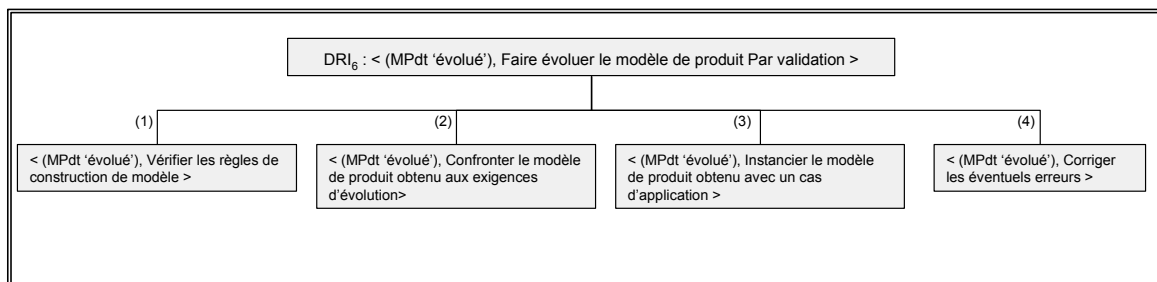 DRI6 : < (MPdt ‘évolué’), Faire évoluer le modèle de produit Par validation >
(1)
(2)
(3)
(4)
< (MPdt ‘évolué’), Vérifier les règles de
construction de modèle >
< (MPdt ‘évolué’), Confronter le modèle
de produit obtenu aux exigences
d’évolution>
< (MPdt ‘évolué’), Instancier le modèle
de produit obtenu avec un cas
d’application >
< (MPdt ‘évolué’), Corriger
les éventuels erreurs >